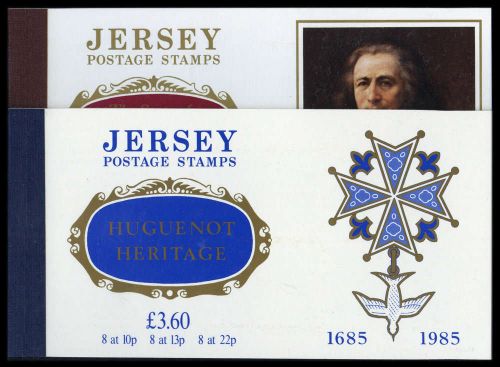 JERSEY
POSTAGE STAMPS
JERSEY
POSTAGE STAMPS
HUGUENOT
HERITAGE
£3.60
8 at 10p 8 at 13p 8 at 22p
1685 1985